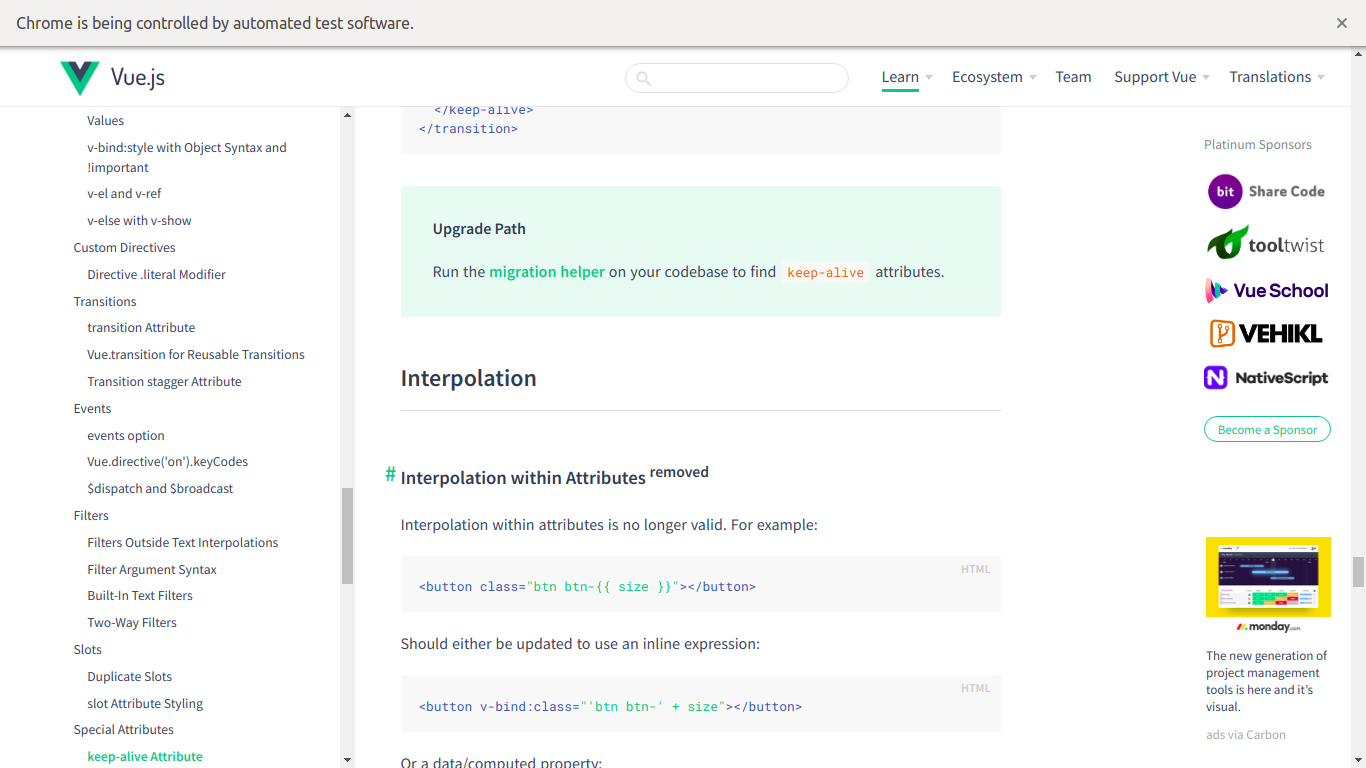 Chrome is being controlled by automated test software.
Vue.js
Learn
Ecosystem
Team
Support Vue
Translations
Values
v-bind:style with Object Syntax and
!important
v-el and v-ref
v-else with v-show
Custom Directives
Directive .literal Modifier
Transitions
transition Attribute
Vue.transition for Reusable Transitions
Transition stagger Attribute
Events
events option
Vue.directive('on').keyCodes
$dispatch and $broadcast
Filters
Filters Outside Text Interpolations
Filter Argument Syntax
Built-In Text Filters
Two-Way Filters
Slots
Duplicate Slots
slot Attribute Styling
Special Attributes
keep-alive Attribute
</keep-alive>
</transition>
Upgrade Path
Run the migration helper on your codebase to find keep-alive attributes.
Interpolation
# Interpolation within Attributes removed
Interpolation within attributes is no longer valid. For example:
HTML
<button class="btn btn-{{ size }}"></button>
Should either be updated to use an inline expression:
HTML
<button v-bind:class="'btn btn-' + size"></button>
Or a data/computed property:
Platinum Sponsors
bit Share Code
tooltwist
Vue School
VEHIKL
NativeScript
Become a Sponsor
monday.com
The new generation of
project management
tools is here and it's
visual.
ads via Carbon